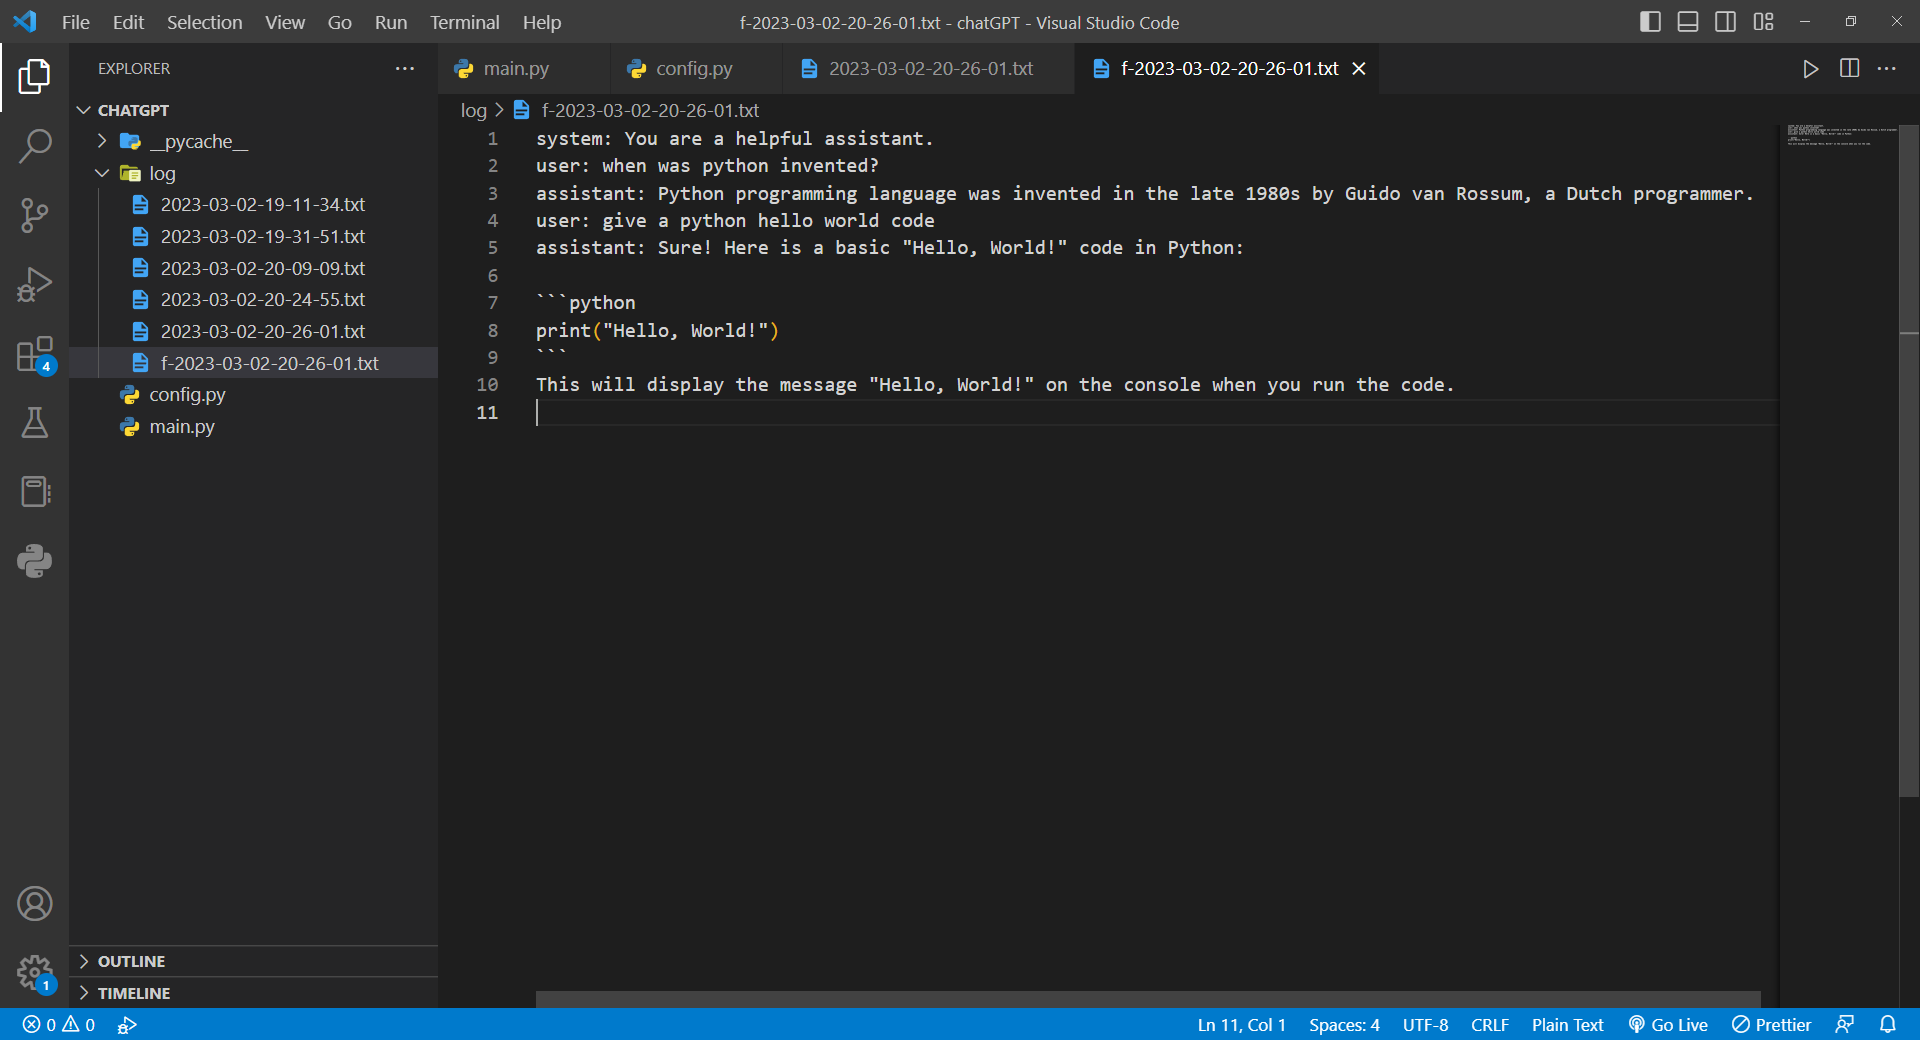 File Edit Selection View Go Run Terminal Help
f-2023-03-02-20-26-01.txt - chatGPT - Visual Studio Code
EXPLORER
CHATGPT
__pycache__
log
2023-03-02-19-11-34.txt
2023-03-02-19-31-51.txt
2023-03-02-20-09-09.txt
2023-03-02-20-24-55.txt
2023-03-02-20-26-01.txt
f-2023-03-02-20-26-01.txt
config.py
main.py
OUTLINE
TIMELINE
4
1
main.py config.py 2023-03-02-20-26-01.txt f-2023-03-02-20-26-01.txt
log > f-2023-03-02-20-26-01.txt
1 system: You are a helpful assistant.
2 user: when was python invented?
3 assistant: Python programming language was invented in the late 1980s by Guido van Rossum, a Dutch programmer.
4 user: give a python hello world code
5 assistant: Sure! Here is a basic "Hello, World!" code in Python:
6
7 ```python
8 print("Hello, World!")
9 ```
10 This will display the message "Hello, World!" on the console when you run the code.
11
0 0
Ln 11, Col 1 Spaces: 4 UTF-8 CRLF Plain Text Go Live Prettier